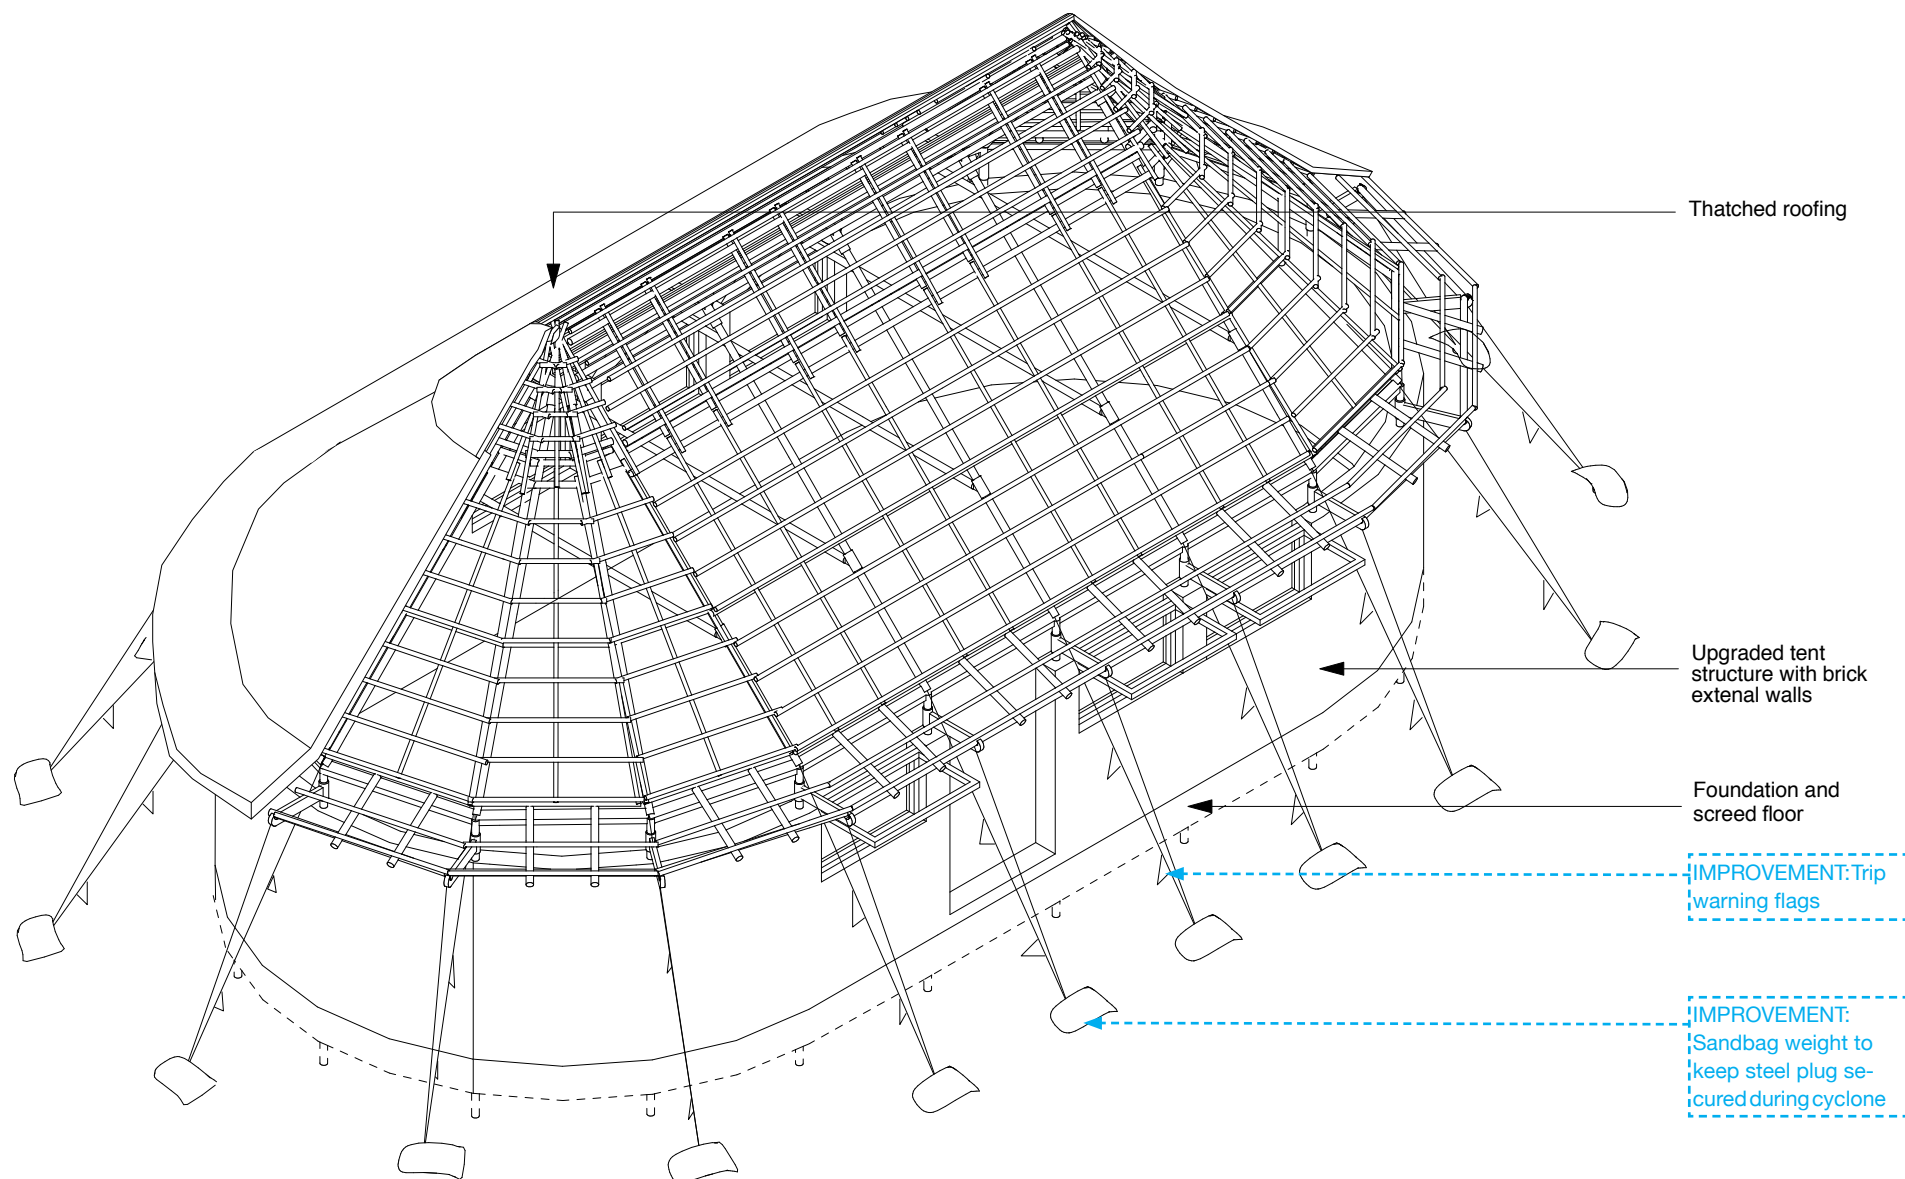 Thatched roofing
Upgraded tent
structure with brick
extenal walls
Foundation and
screed floor
IMPROVEMENT: Trip
warning flags
IMPROVEMENT:
Sandbag weight to
keep steel plug se-
cured during cyclone